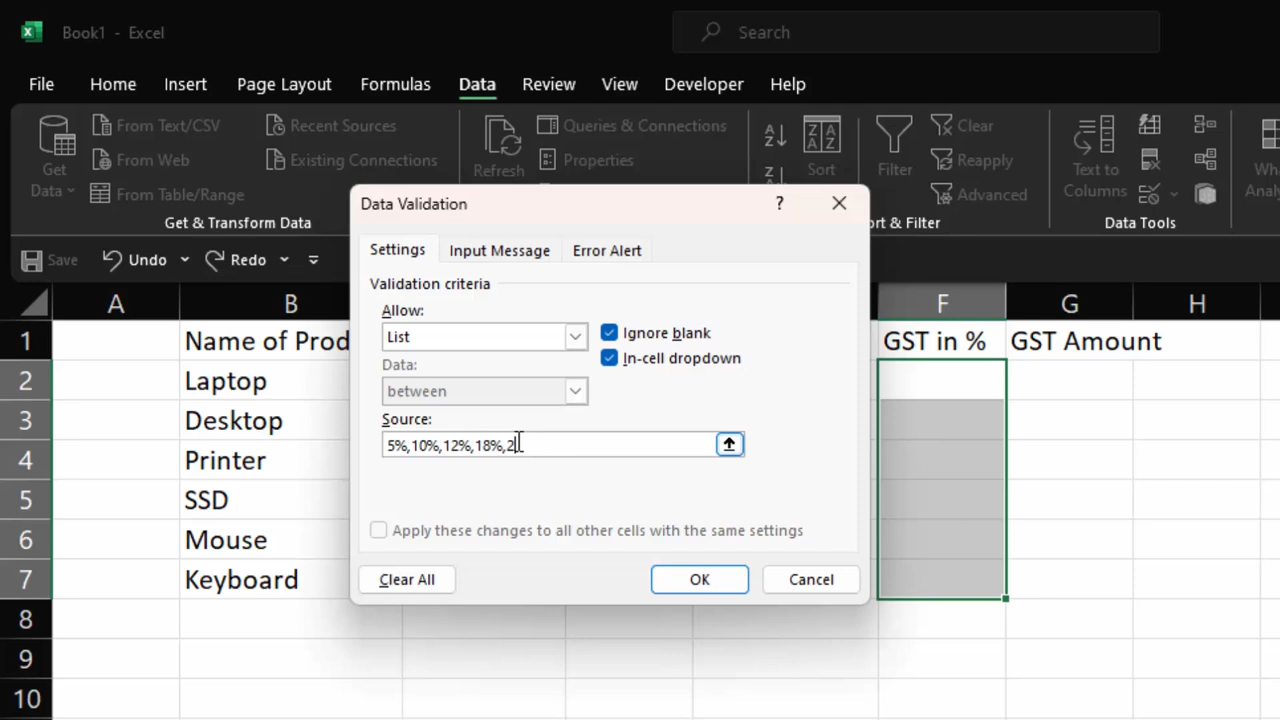 Book1 - Excel
Search
File Home Insert Page Layout Formulas Data Review View Developer Help
Get Data
From Text/CSV
From Web
From Table/Range
Recent Sources
Existing Connections
Get & Transform Data
Refresh
Queries & Connections
Properties
Sort
Filter
Clear
Reapply
Advanced
Text to Columns
Data Tools
Save Undo Redo
Data Validation ?
Settings Input Message Error Alert
Validation criteria
Allow:
List
Ignore blank
Data:
In-cell dropdown
between
Source:
5%,10%,12%,18%,2
Apply these changes to all other cells with the same settings
Clear All OK Cancel
A B F G H
1 Name of Prod GST in % GST Amount
2 Laptop
3 Desktop
4 Printer
5 SSD
6 Mouse
7 Keyboard
8
9
10